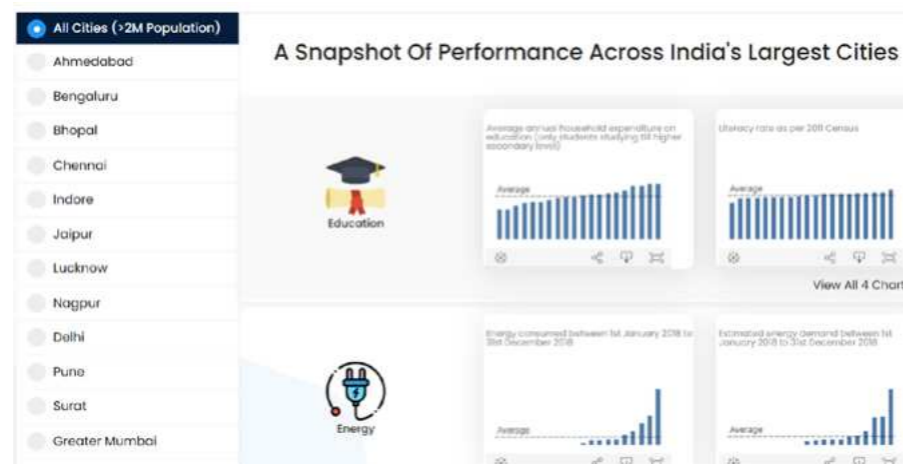 All Cities (>2M Population)
Ahmedabad
Bengaluru
Bhopal
Chennai
Indore
Jaipur
Lucknow
Nagpur
Delhi
Pune
Surat
Greater Mumbai
A Snapshot Of Performance Across India's Largest Cities
Education
Average annual household expenditure on
education (only students studying till higher
secondary level)
Average
Literacy rate as per 2011 Census
Average
View All 4 Chart
Energy
Energy consumed between 1st January 2018 to
31st December 2018
Average
Estimated energy demand between 1st
January 2018 to 31st December 2018
Average